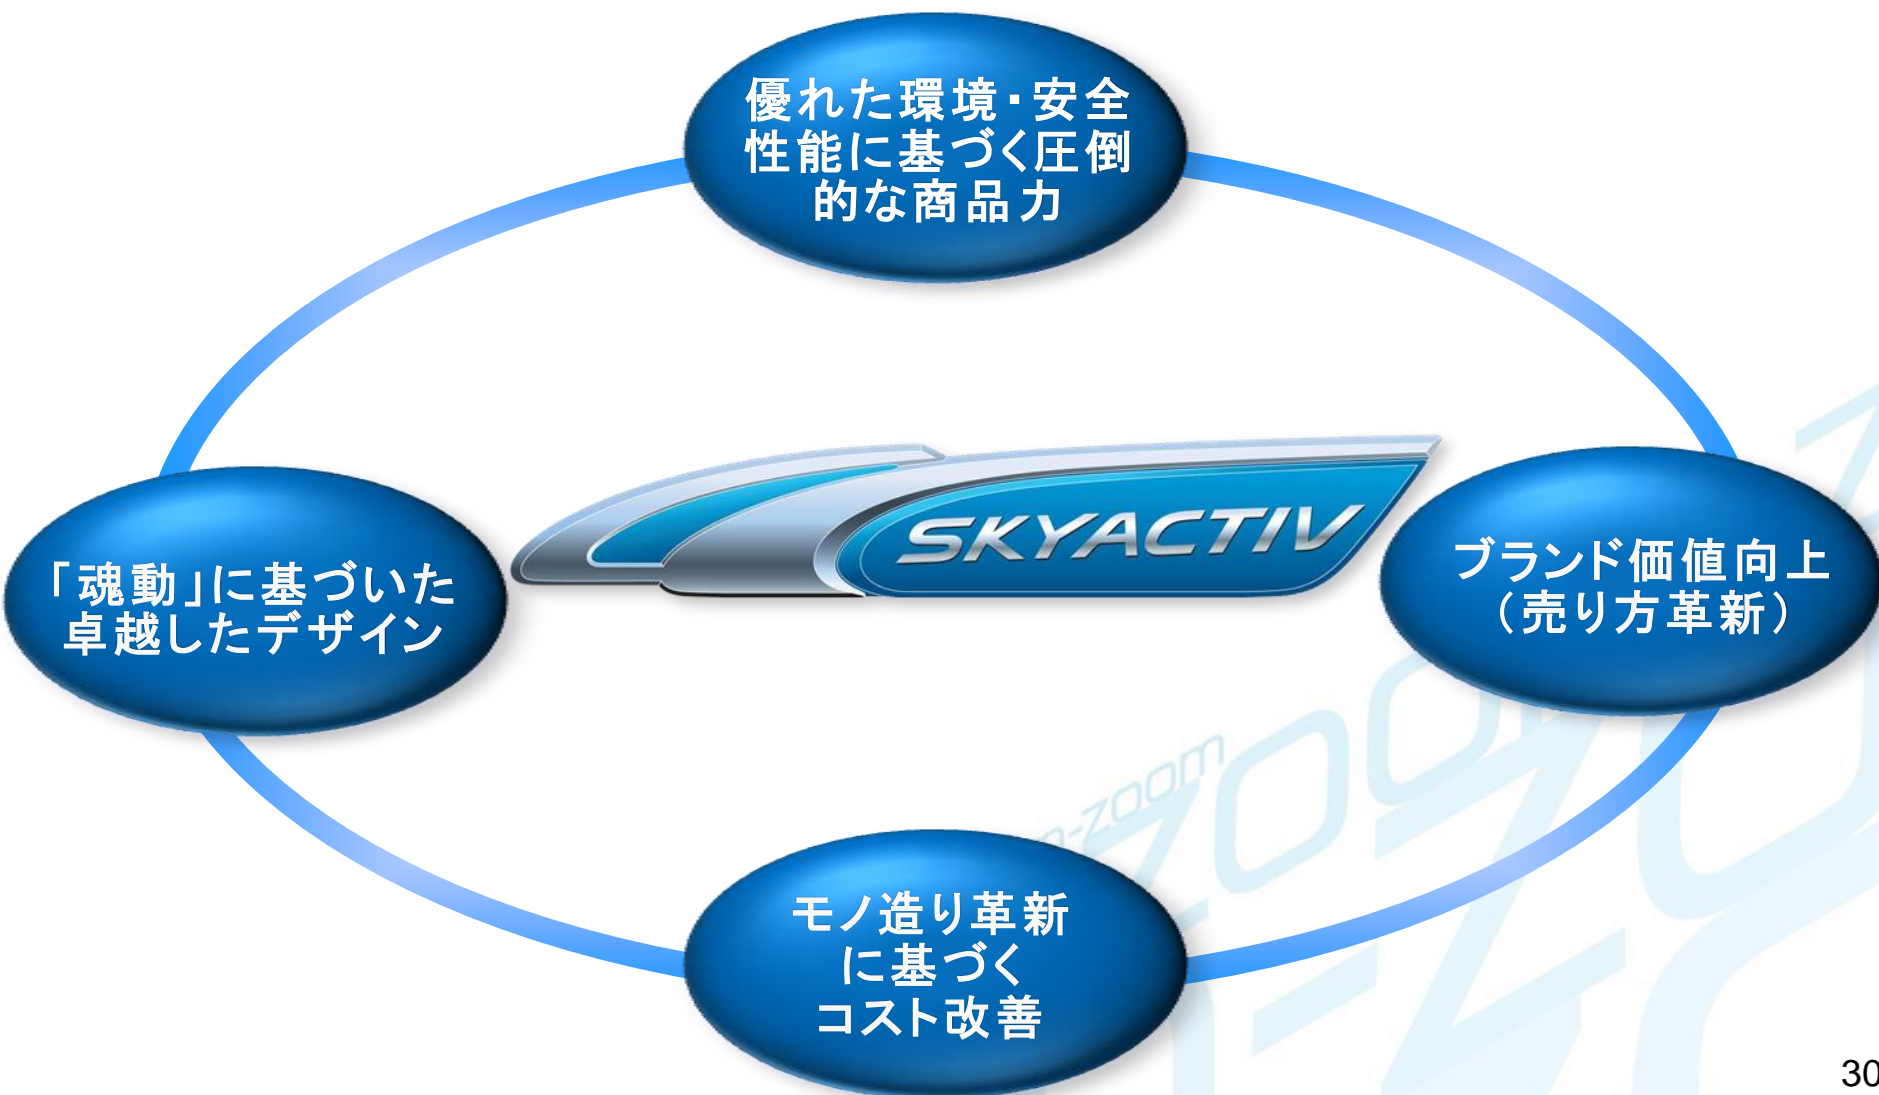 優れた環境・安全
性能に基づく圧倒
的な商品力
SKYACTIV
「魂動」に基づいた
卓越したデザイン
ブランド価値向上
（売り方革新）
モノ造り革新
に基づく
コスト改善
30